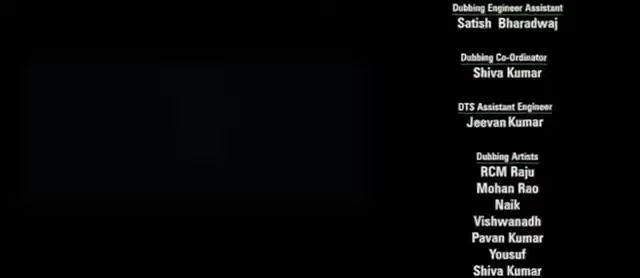 Dubbing Engineer Assistant
Satish Bharadwaj
Dubbing Co-Ordinator
Shiva Kumar
DTS Assistant Engineer
Jeevan Kumar
Dubbing Artists
RCM Raju
Mohan Rao
Naik
Vishwanadh
Pavan Kumar
Yousuf
Shiva Kumar